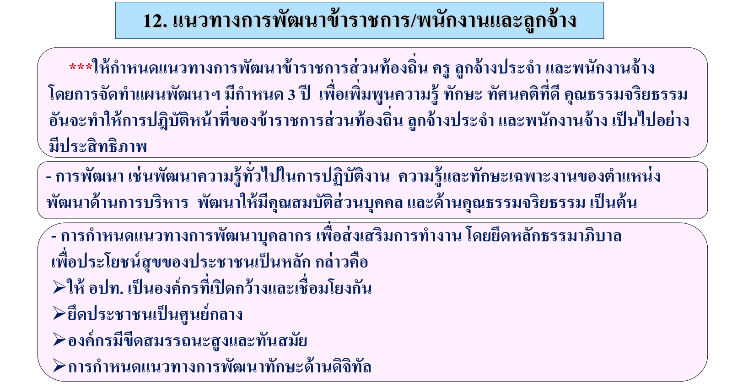 12. แนวทางการพัฒนาข้าราชการ/พนักงานและลูกจ้าง
***ให้กำหนดแนวทางการพัฒนาข้าราชการส่วนท้องถิ่น ครู ลูกจ้างประจำ และพนักงานจ้าง
โดยการจัดทำแผนพัฒนาฯ มีกำหนด 3 ปี เพื่อเพิ่มพูนความรู้ ทักษะ ทัศนคติที่ดี คุณธรรมจริยธรรม
อันจะทำให้การปฏิบัติหน้าที่ของข้าราชการส่วนท้องถิ่น ลูกจ้างประจำ และพนักงานจ้าง เป็นไปอย่าง
มีประสิทธิภาพ
- การพัฒนา เช่นพัฒนาความรู้ทั่วไปในการปฏิบัติงาน ความรู้และทักษะเฉพาะงานของตำแหน่ง
พัฒนาด้านการบริหาร พัฒนาให้มีคุณสมบัติส่วนบุคคล และด้านคุณธรรมจริยธรรม เป็นต้น
- การกำหนดแนวทางการพัฒนาบุคลากร เพื่อส่งเสริมการทำงาน โดยยึดหลักธรรมาภิบาล
เพื่อประโยชน์สุขของประชาชนเป็นหลัก กล่าวคือ
➢ให้ อปท. เป็นองค์กรที่เปิดกว้างและเชื่อมโยงกัน
➢ยึดประชาชนเป็นศูนย์กลาง
➢องค์กรมีขีดสมรรถนะสูงและทันสมัย
➢การกำหนดแนวทางการพัฒนาทักษะด้านดิจิทัล